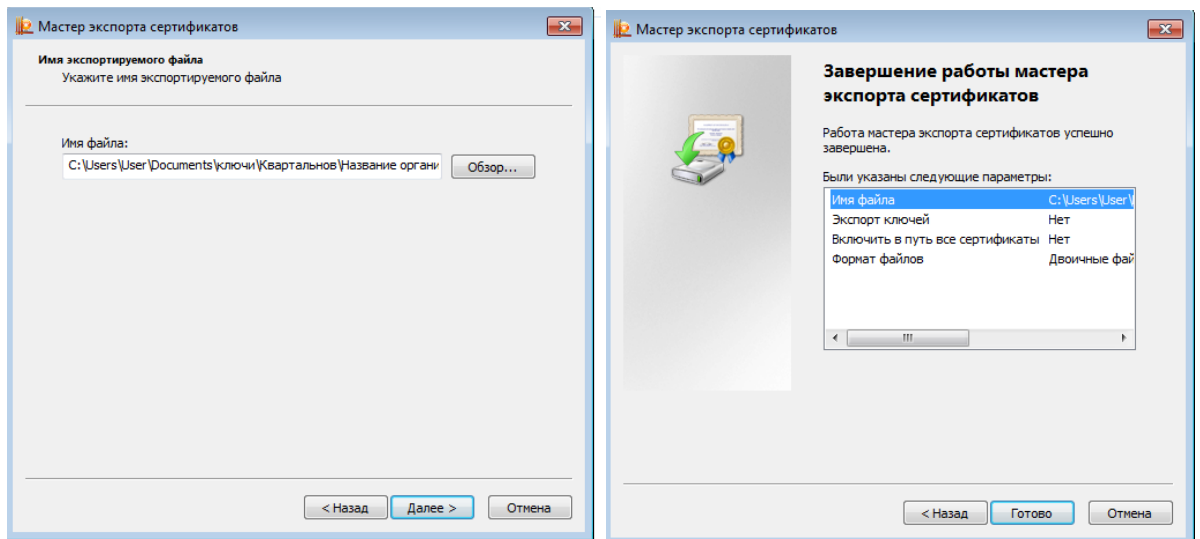 Мастер экспорта сертификатов
Имя экспортируемого файла
Укажите имя экспортируемого файла
Имя файла:
C:\Users\User\Documents\ключи\Квартальнов\Название органи
Обзор...
< Назад
Далее >
Отмена
Мастер экспорта сертификатов
Завершение работы мастера
экспорта сертификатов
Работа мастера экспорта сертификатов успешно
завершена.
Были указаны следующие параметры:
Имя файла C:\Users\User\
Экспорт ключей Нет
Включить в путь все сертификаты Нет
Формат файлов Двоичные фай
< Назад
Готово
Отмена